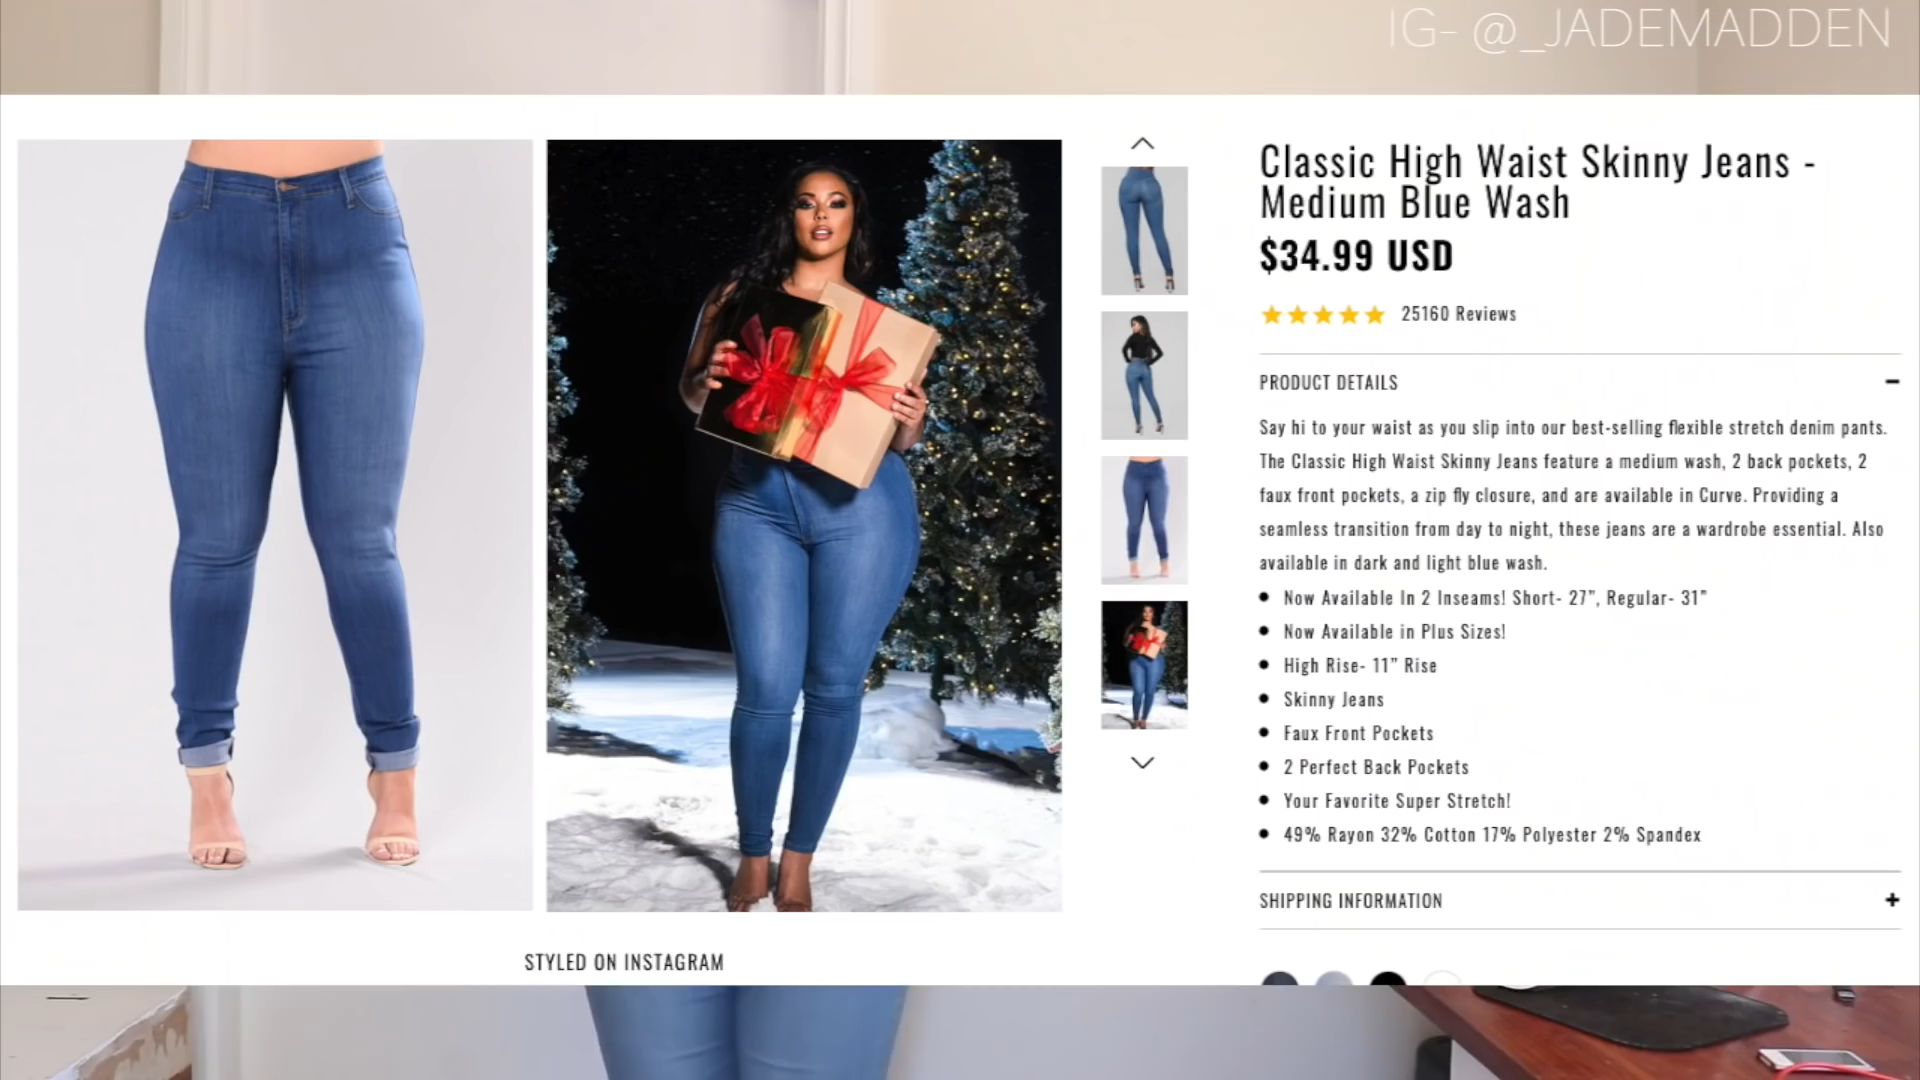 IG- @_JADEMADDEN
Classic High Waist Skinny Jeans -
Medium Blue Wash
$34.99 USD
25160 Reviews
PRODUCT DETAILS
Say hi to your waist as you slip into our best-selling flexible stretch denim pants.
The Classic High Waist Skinny Jeans feature a medium wash, 2 back pockets, 2
faux front pockets, a zip fly closure, and are available in Curve. Providing a
seamless transition from day to night, these jeans are a wardrobe essential. Also
available in dark and light blue wash.
Now Available In 2 Inseams! Short- 27”, Regular- 31”
Now Available in Plus Sizes!
High Rise- 11” Rise
Skinny Jeans
Faux Front Pockets
2 Perfect Back Pockets
Your Favorite Super Stretch!
49% Rayon 32% Cotton 17% Polyester 2% Spandex
SHIPPING INFORMATION
STYLED ON INSTAGRAM